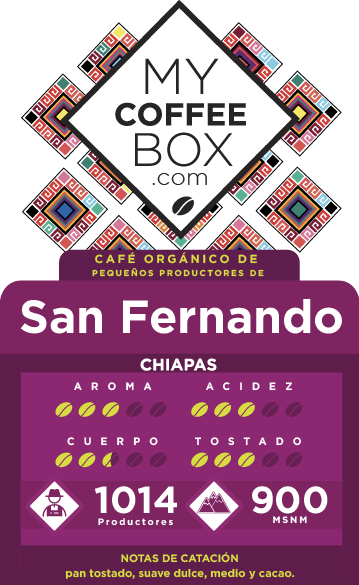 MY
COFFEE
BOX
.com
CAFÉ ORGÁNICO DE
PEQUEÑOS PRODUCTORES DE
San Fernando
CHIAPAS
AROMA ACIDEZ
CUERPO TOSTADO
1014 900
Productores MSNM
NOTAS DE CATACIÓN
pan tostado, suave dulce, medio y cacao.